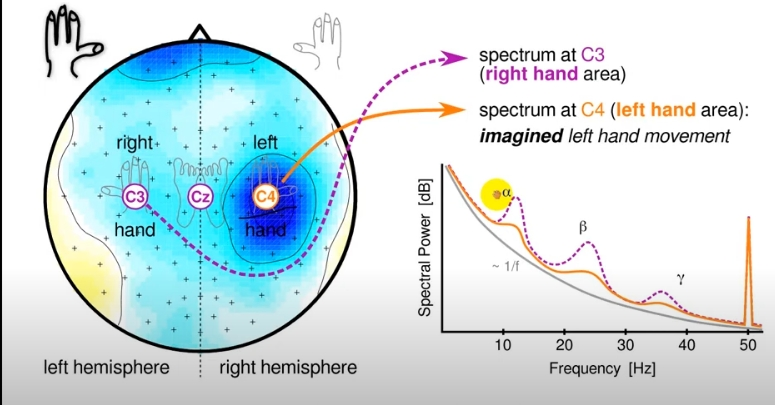 spectrum at C3
(right hand area)
spectrum at C4 (left hand area):
imagined left hand movement
right
left
C3
Cz
C4
hand
hand
left hemisphere
right hemisphere
Spectral Power [dB]
α
β
γ
~ 1/f
10
20
30
40
50
Frequency [Hz]